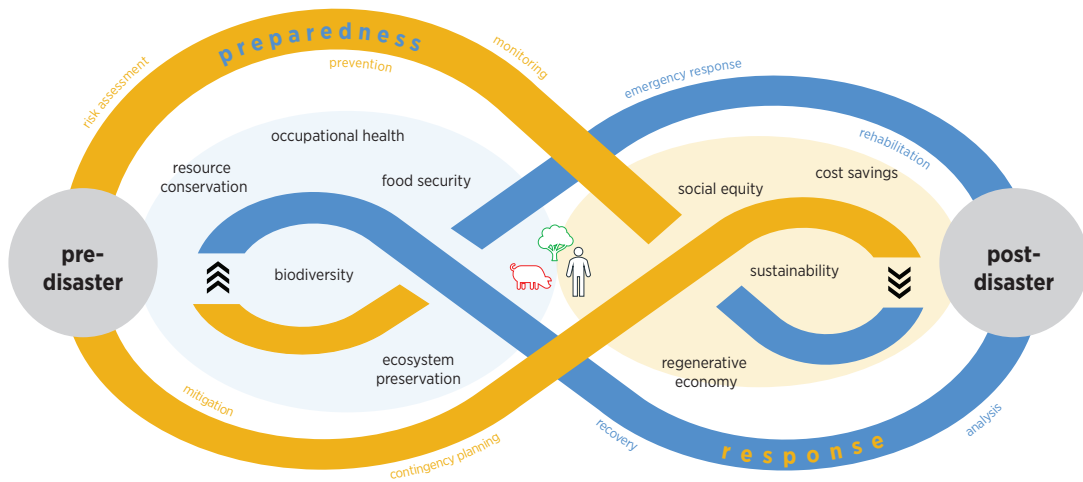 preparedness
risk assessment
prevention
monitoring
emergency response
rehabilitation
occupational health
resource
conservation
food security
social equity
cost savings
pre-
disaster
biodiversity
sustainability
post-
disaster
ecosystem
preservation
regenerative
economy
mitigation
contingency planning
recovery
response
analysis